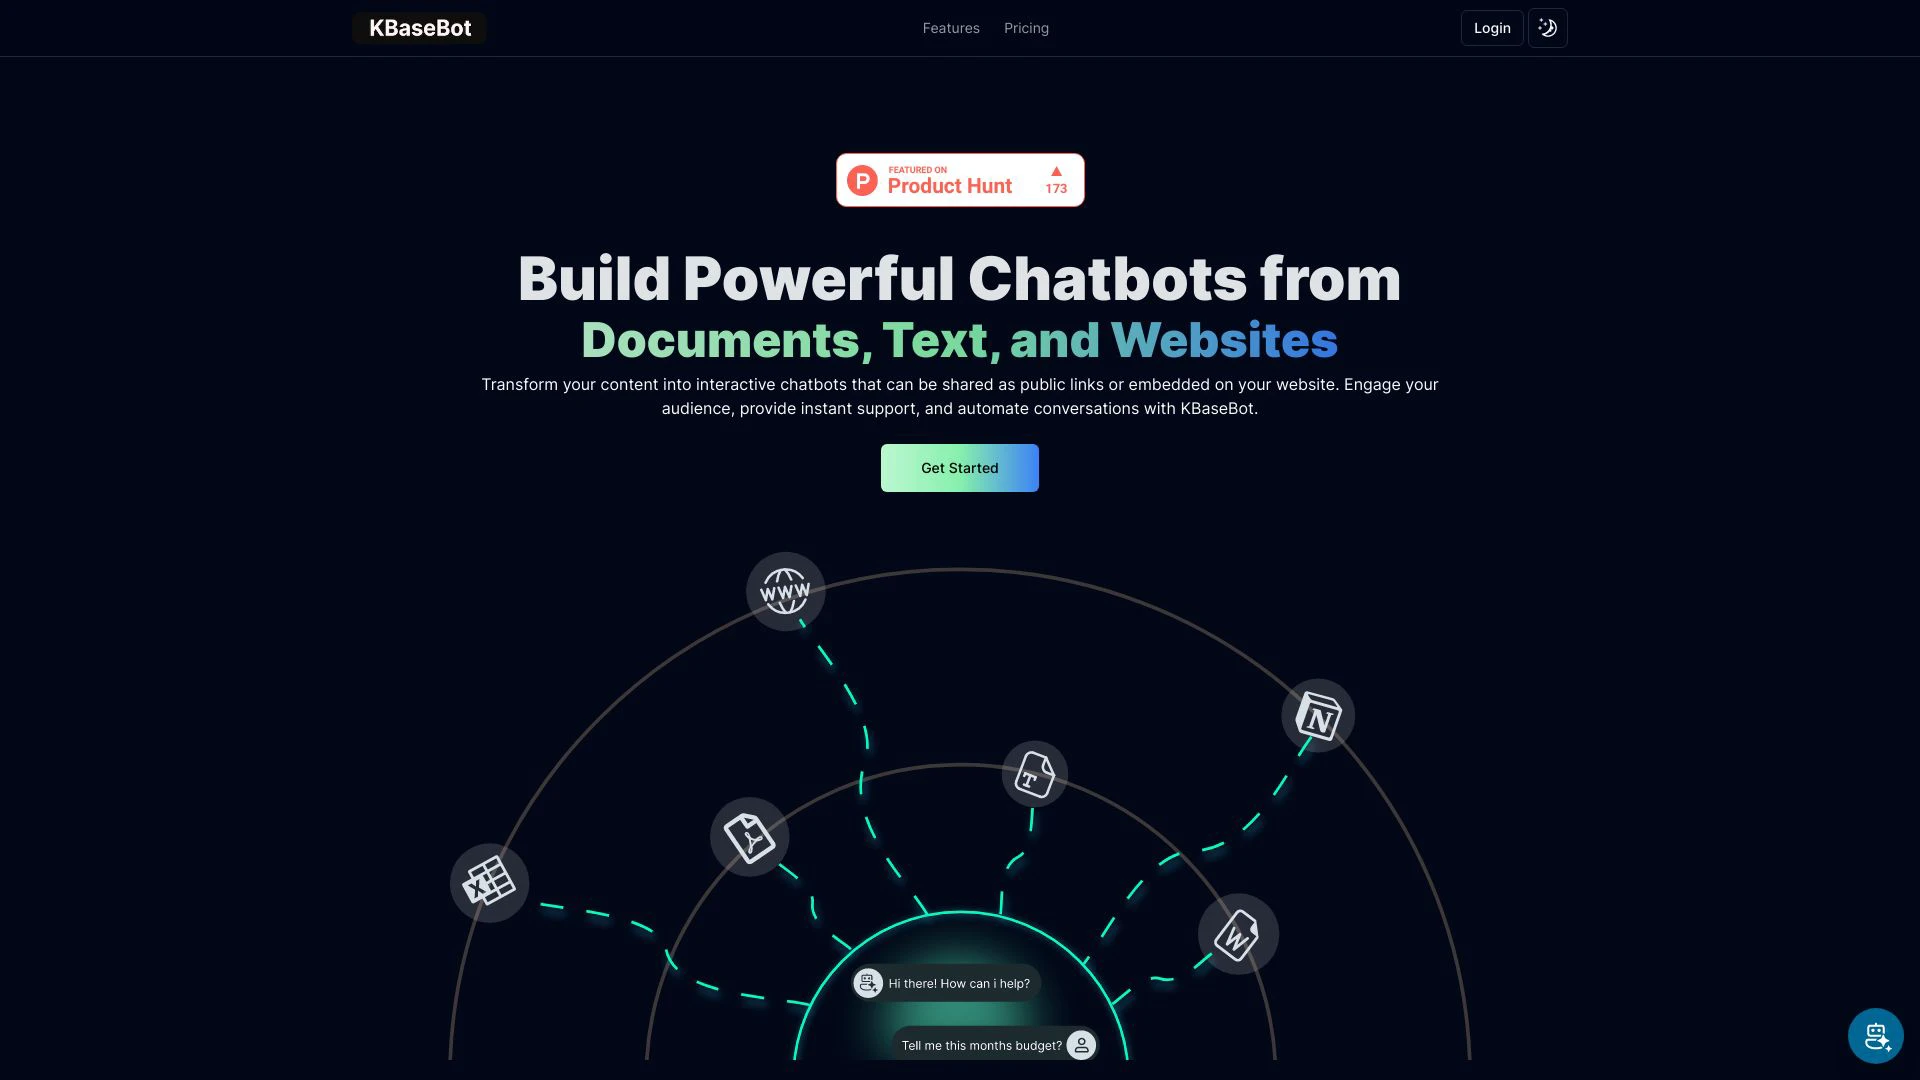 KBaseBot
Features
Pricing
Login
P
FEATURED ON
Product Hunt
173
Build Powerful Chatbots from
Documents, Text, and Websites
Transform your content into interactive chatbots that can be shared as public links or embedded on your website. Engage your
audience, provide instant support, and automate conversations with KBaseBot.
Get Started
WWW
N
T
X
W
Hi there! How can i help?
Tell me this months budget?